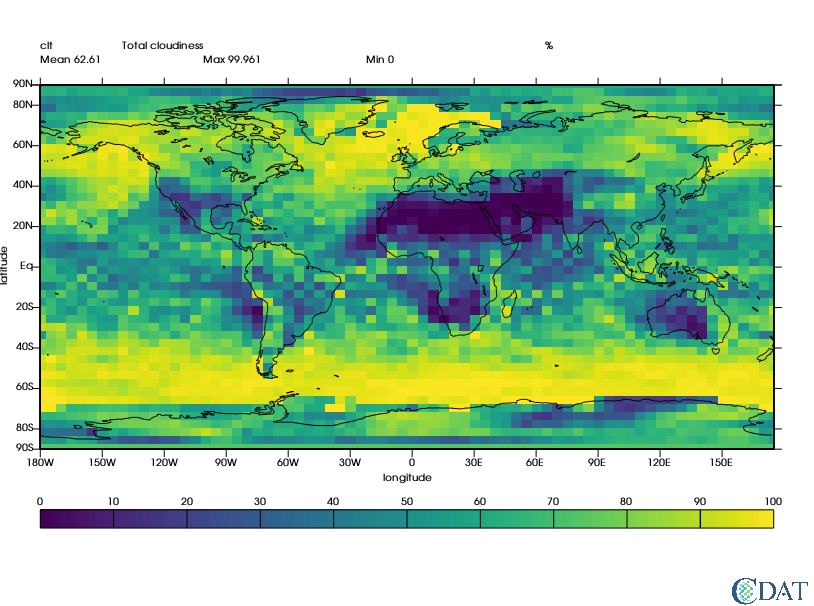 clt Total cloudiness %
Mean 62.61 Max 99.961 Min 0
90N
80N
60N
40N
20N
Eq
20S
40S
60S
80S
90S
latitude
180W 150W 120W 90W 60W 30W 0 30E 60E 90E 120E 150E
longitude
0 10 20 30 40 50 60 70 80 90 100
CDAT